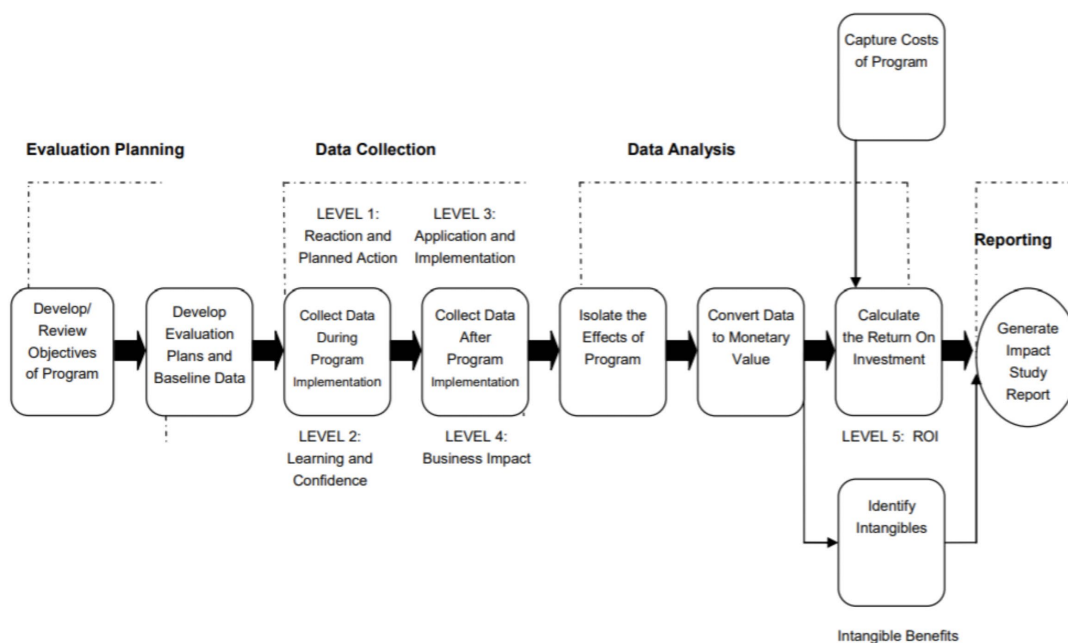 Capture Costs
of Program
Evaluation Planning
Data Collection
Data Analysis
LEVEL 1:
Reaction and
Planned Action
LEVEL 3:
Application and
Implementation
Reporting
Develop/
Review
Objectives
of Program
Develop
Evaluation
Plans and
Baseline Data
Collect Data
During
Program
Implementation
Collect Data
After
Program
Implementation
Isolate the
Effects of
Program
Convert Data
to Monetary
Value
Calculate
the Return On
Investment
Generate
Impact
Study
Report
LEVEL 2:
Learning and
Confidence
LEVEL 4:
Business Impact
LEVEL 5: ROI
Identify
Intangibles
Intangible Benefits